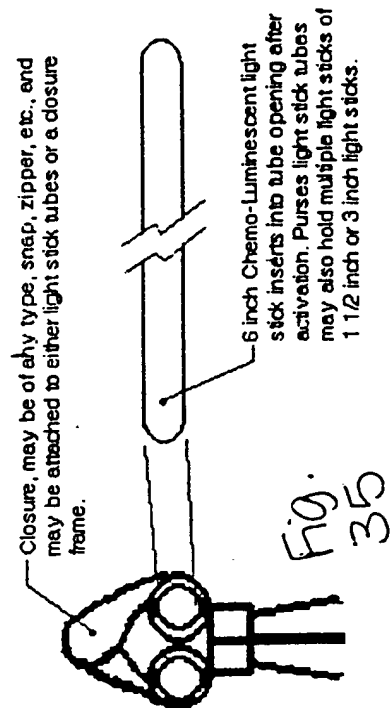 Closure, may be of any type, snap, zipper, etc., and
may be attached to either light stick tubes or a closure
frame.
6 inch Chemo-Luminescent light
stick inserts into tube opening after
activation. Purses light stick tubes
may also hold multiple light sticks of
1 1/2 inch or 3 inch light sticks.
Fig.
35